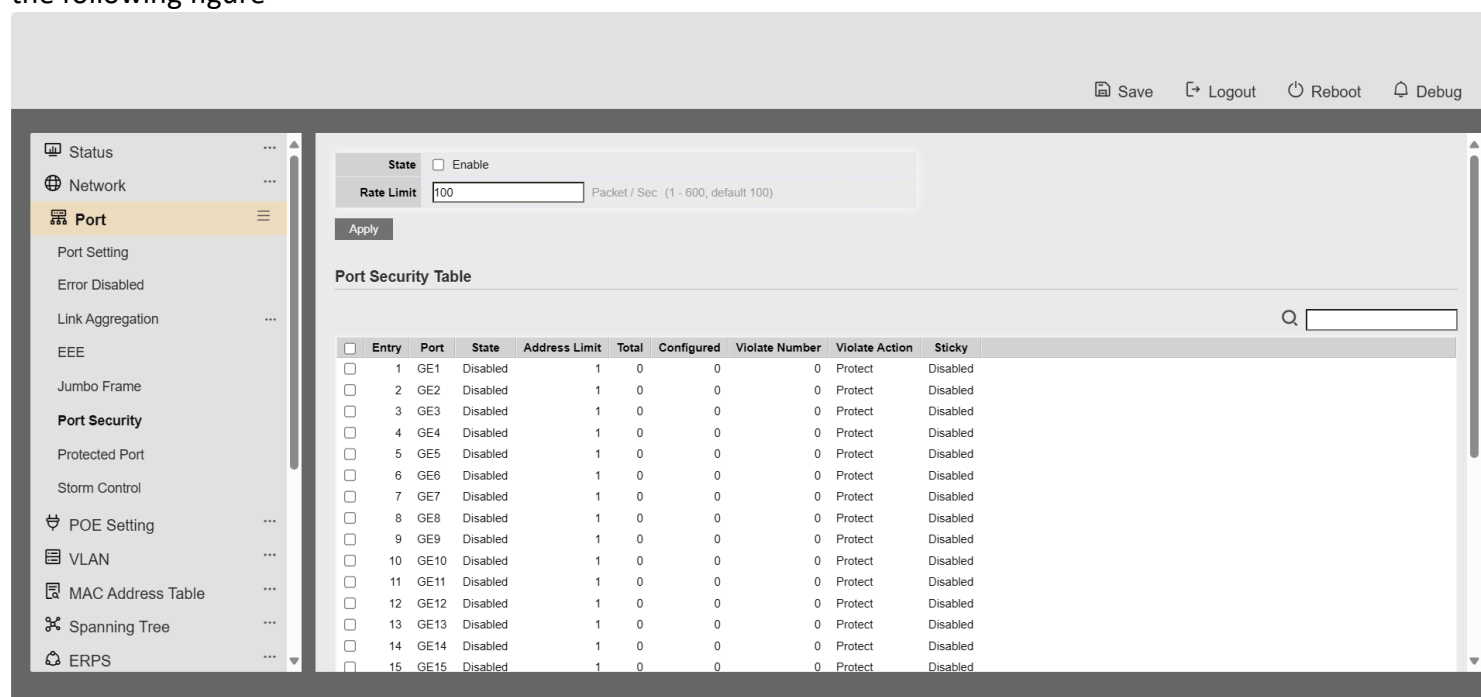 the following figure
Save Logout Reboot Debug
Status
Network
Port
Port Setting
Error Disabled
Link Aggregation
EEE
Jumbo Frame
Port Security
Protected Port
Storm Control
POE Setting
VLAN
MAC Address Table
Spanning Tree
ERPS
State Enable
Rate Limit 100 Packet / Sec (1 - 600, default 100)
Apply
Port Security Table
Entry Port State Address Limit Total Configured Violate Number Violate Action Sticky
1 GE1 Disabled 1 0 0 0 Protect Disabled
2 GE2 Disabled 1 0 0 0 Protect Disabled
3 GE3 Disabled 1 0 0 0 Protect Disabled
4 GE4 Disabled 1 0 0 0 Protect Disabled
5 GE5 Disabled 1 0 0 0 Protect Disabled
6 GE6 Disabled 1 0 0 0 Protect Disabled
7 GE7 Disabled 1 0 0 0 Protect Disabled
8 GE8 Disabled 1 0 0 0 Protect Disabled
9 GE9 Disabled 1 0 0 0 Protect Disabled
10 GE10 Disabled 1 0 0 0 Protect Disabled
11 GE11 Disabled 1 0 0 0 Protect Disabled
12 GE12 Disabled 1 0 0 0 Protect Disabled
13 GE13 Disabled 1 0 0 0 Protect Disabled
14 GE14 Disabled 1 0 0 0 Protect Disabled
15 GE15 Disabled 1 0 0 0 Protect Disabled